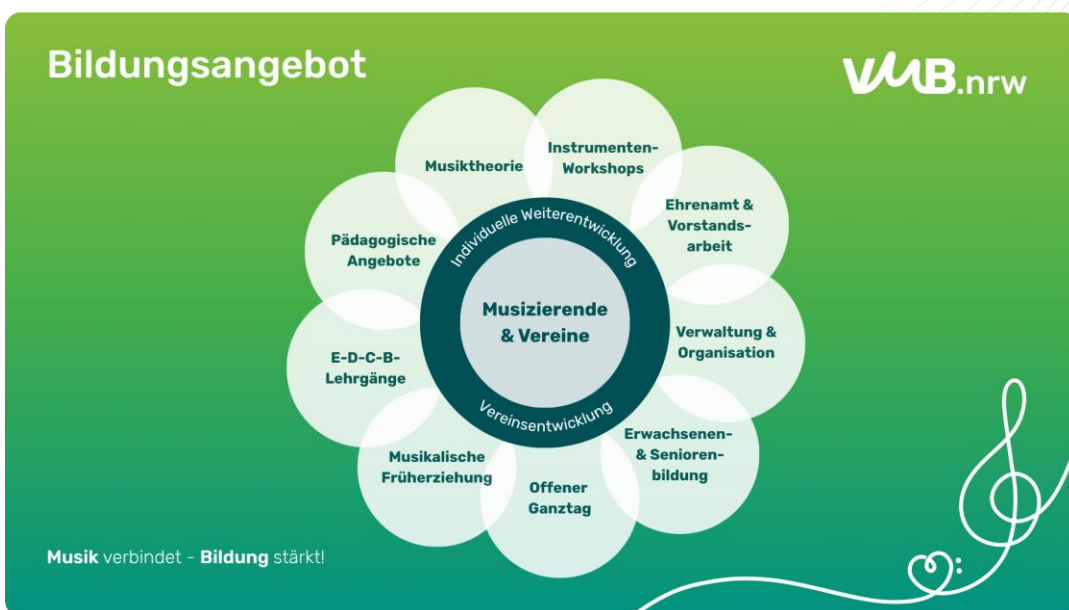 Bildungsangebot
VMB.nrw
Musiktheorie
Instrumenten-
Workshops
Ehrenamt &
Vorstands-
arbeit
Verwaltung &
Organisation
Erwachsenen-
& Senioren-
bildung
Offener
Ganztag
Musikalische
Früherziehung
E-D-C-B-
Lehrgänge
Pädagogische
Angebote
Individuelle Weiterentwicklung
Musizierende
& Vereine
Vereinsentwicklung
Musik verbindet - Bildung stärkt!